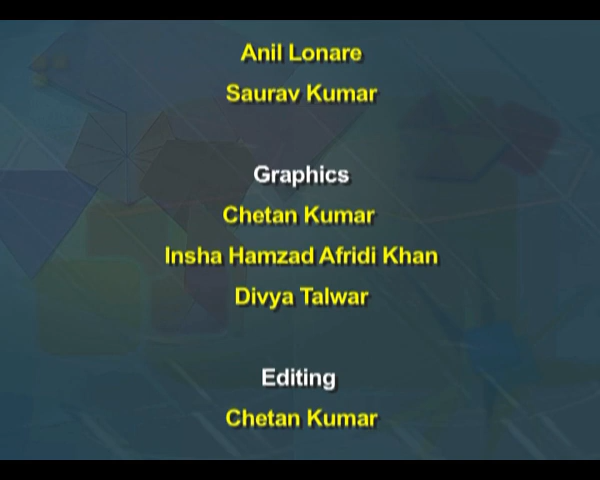 Anil Lonare
Saurav Kumar
Graphics
Chetan Kumar
Insha Hamzad Afridi Khan
Divya Talwar
Editing
Chetan Kumar